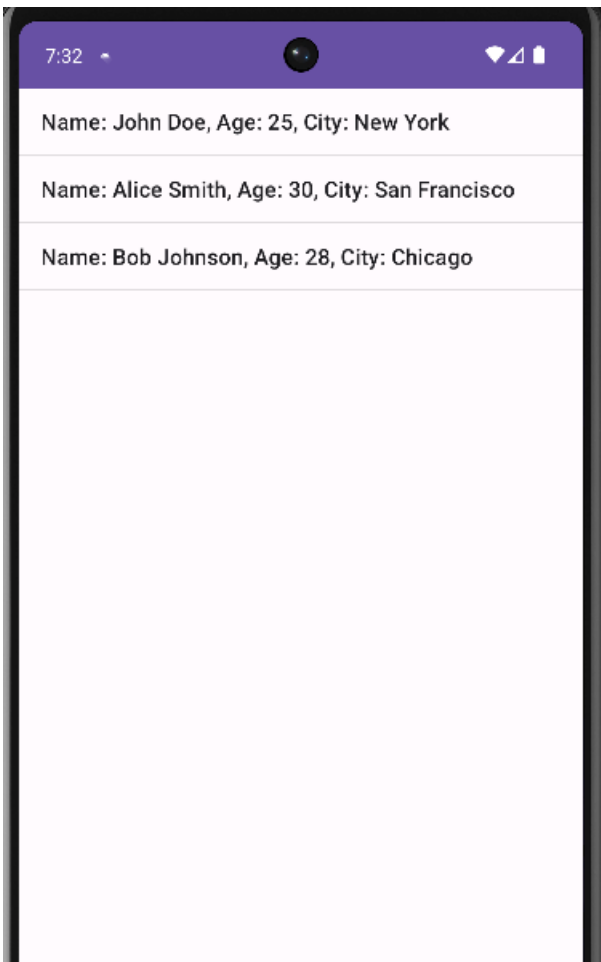 7:32
Name: John Doe, Age: 25, City: New York
Name: Alice Smith, Age: 30, City: San Francisco
Name: Bob Johnson, Age: 28, City: Chicago